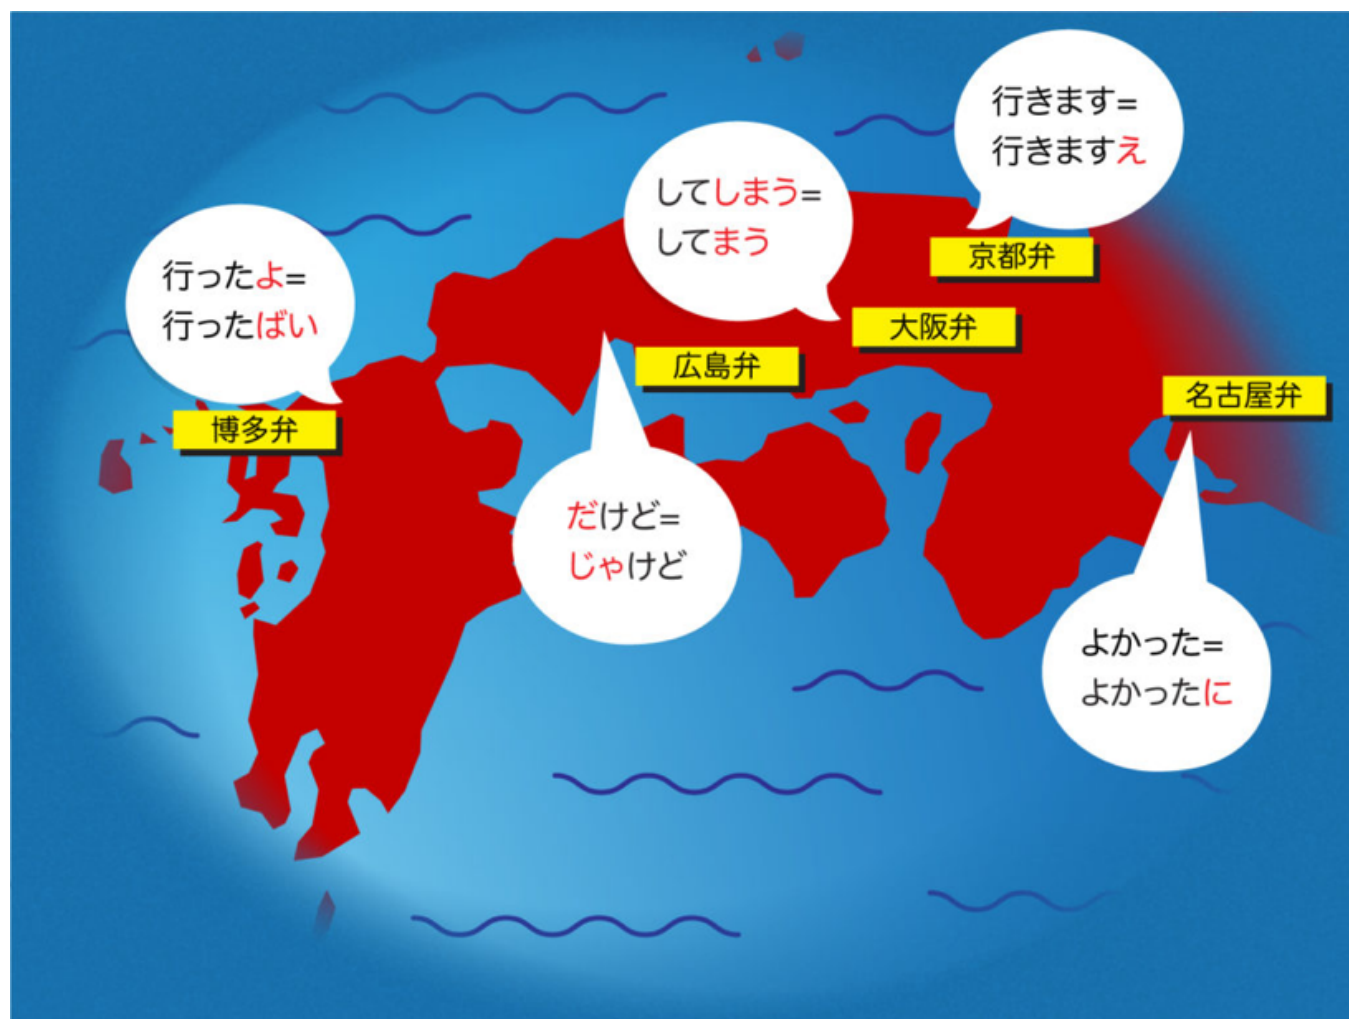 行きます=
行きますえ
京都弁
してしまう=
してまう
大阪弁
行ったよ=
行ったばい
博多弁
広島弁
だけど=
じゃけど
名古屋弁
よかった=
よかったに